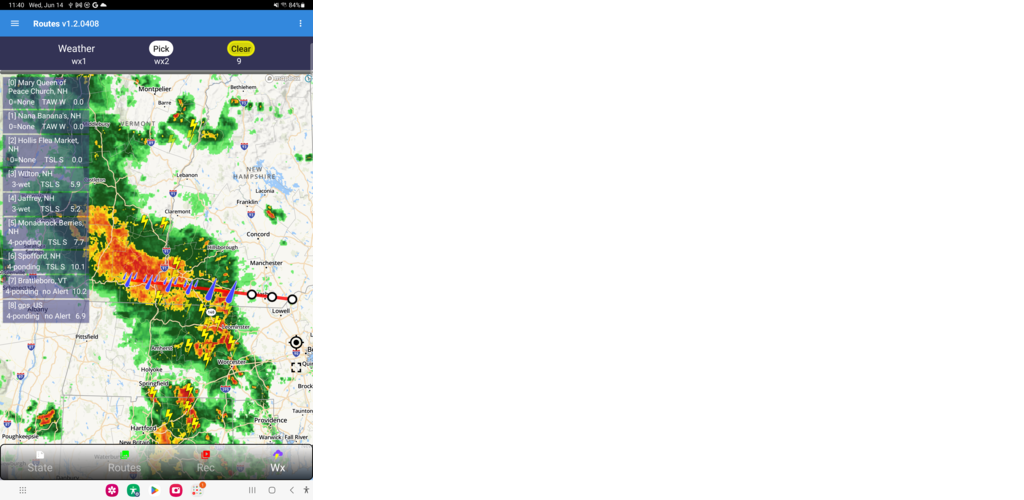 11:40 Wed, Jun 14
84%
Routes v1.2.0408
Weather
Pick
Clear
wx1
wx2
9
[0] Mary Queen of
Peace Church, NH
0=None TAW W 0.0
[1] Nana Banana's, NH
0=None TAW W 0.0
[2] Hollis Flea Market,
NH
0=None TSL S 0.0
[3] Wilton, NH
3-wet TSL S 5.9
[4] Jaffrey, NH
3-wet TSL S 5.2
[5] Monadnock Berries,
NH
4-ponding TSL S 7.7
[6] Spofford, NH
4-ponding TSL S 10.1
[7] Brattleboro, VT
4-ponding no Alert 10.2
[8] gps, US
4-ponding no Alert 6.9
Montpelier
Bethlehem
Barre
VERMONT
Lebanon
NEW
HAMPSHIRE
Laconia
Franklin
Claremont
Concord
Hillsborough
Manchester
Lowell
Albany
Pittsfield
Amherst
Worcester
Holyoke
Springfield
Brock
Taunton
Hartford
Providence
Poughkeepsie
Warwick
Fall River
New Britain
State
Routes
Rec
Wx